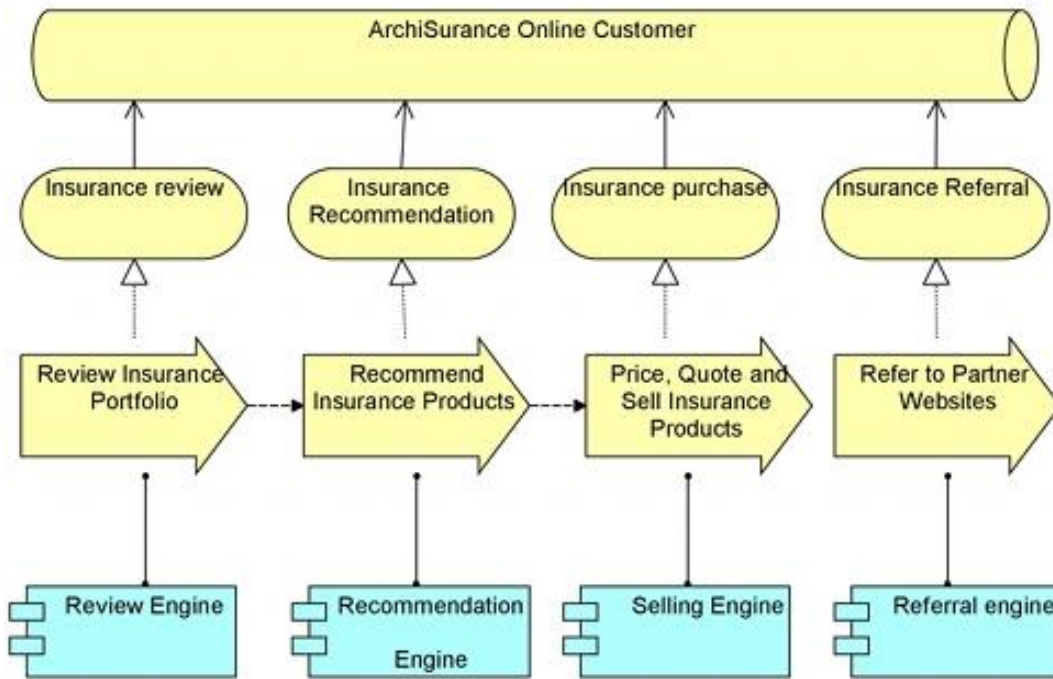 ArchiSurance Online Customer
Insurance review
Insurance
Recommendation
Insurance purchase
Insurance Referral
Review Insurance
Portfolio
Recommend
Insurance Products
Price, Quote and
Sell Insurance
Products
Refer to Partner
Websites
Review Engine
Recommendation
Engine
Selling Engine
Referral engine